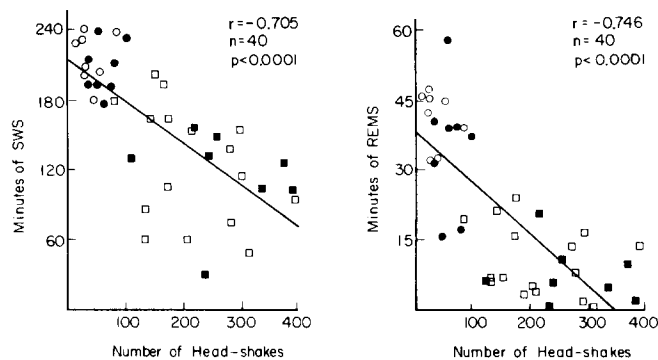 r=-0.705
n=40
p<0.0001
240
180
120
60
Minutes of SWS
100
200
300
400
Number of Head-shakes
r=-0.746
n=40
p<0.0001
60
45
30
15
Minutes of REMS
100
200
300
400
Number of Head-shakes